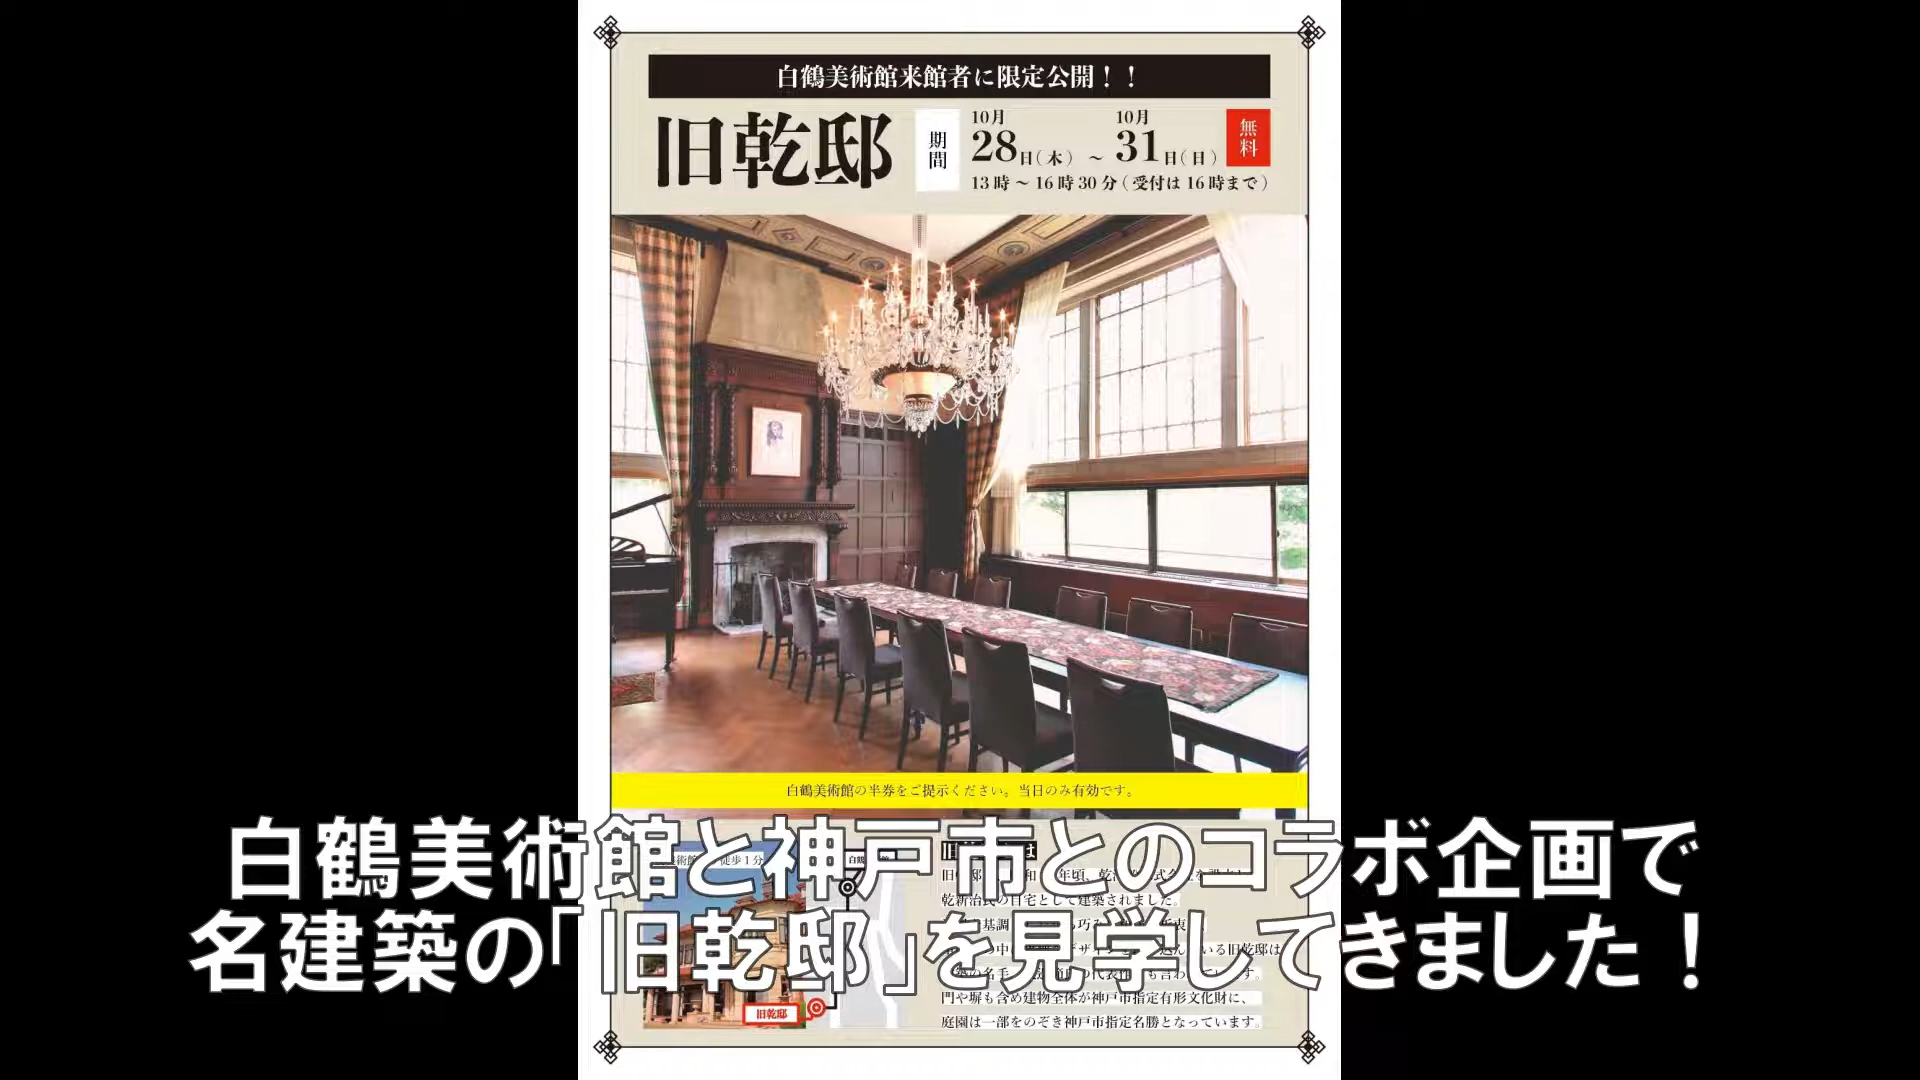 白鶴美術館来館者に限定公開！！
旧乾邸
期間
10月28日（木）～10月31日（日）
無料
13時～16時30分（受付は16時まで）
白鶴美術館の半券をご提示ください。当日のみ有効です。
白鶴美術館と神戸市とのコラボ企画で
名建築の「旧乾邸」を見学してきました！
徒歩1分
乾新治氏の自宅として建築されました。
門や塀も含め建物全体が神戸市指定有形文化財に、
庭園は一部をのぞき神戸市指定名勝となっています。
旧乾邸